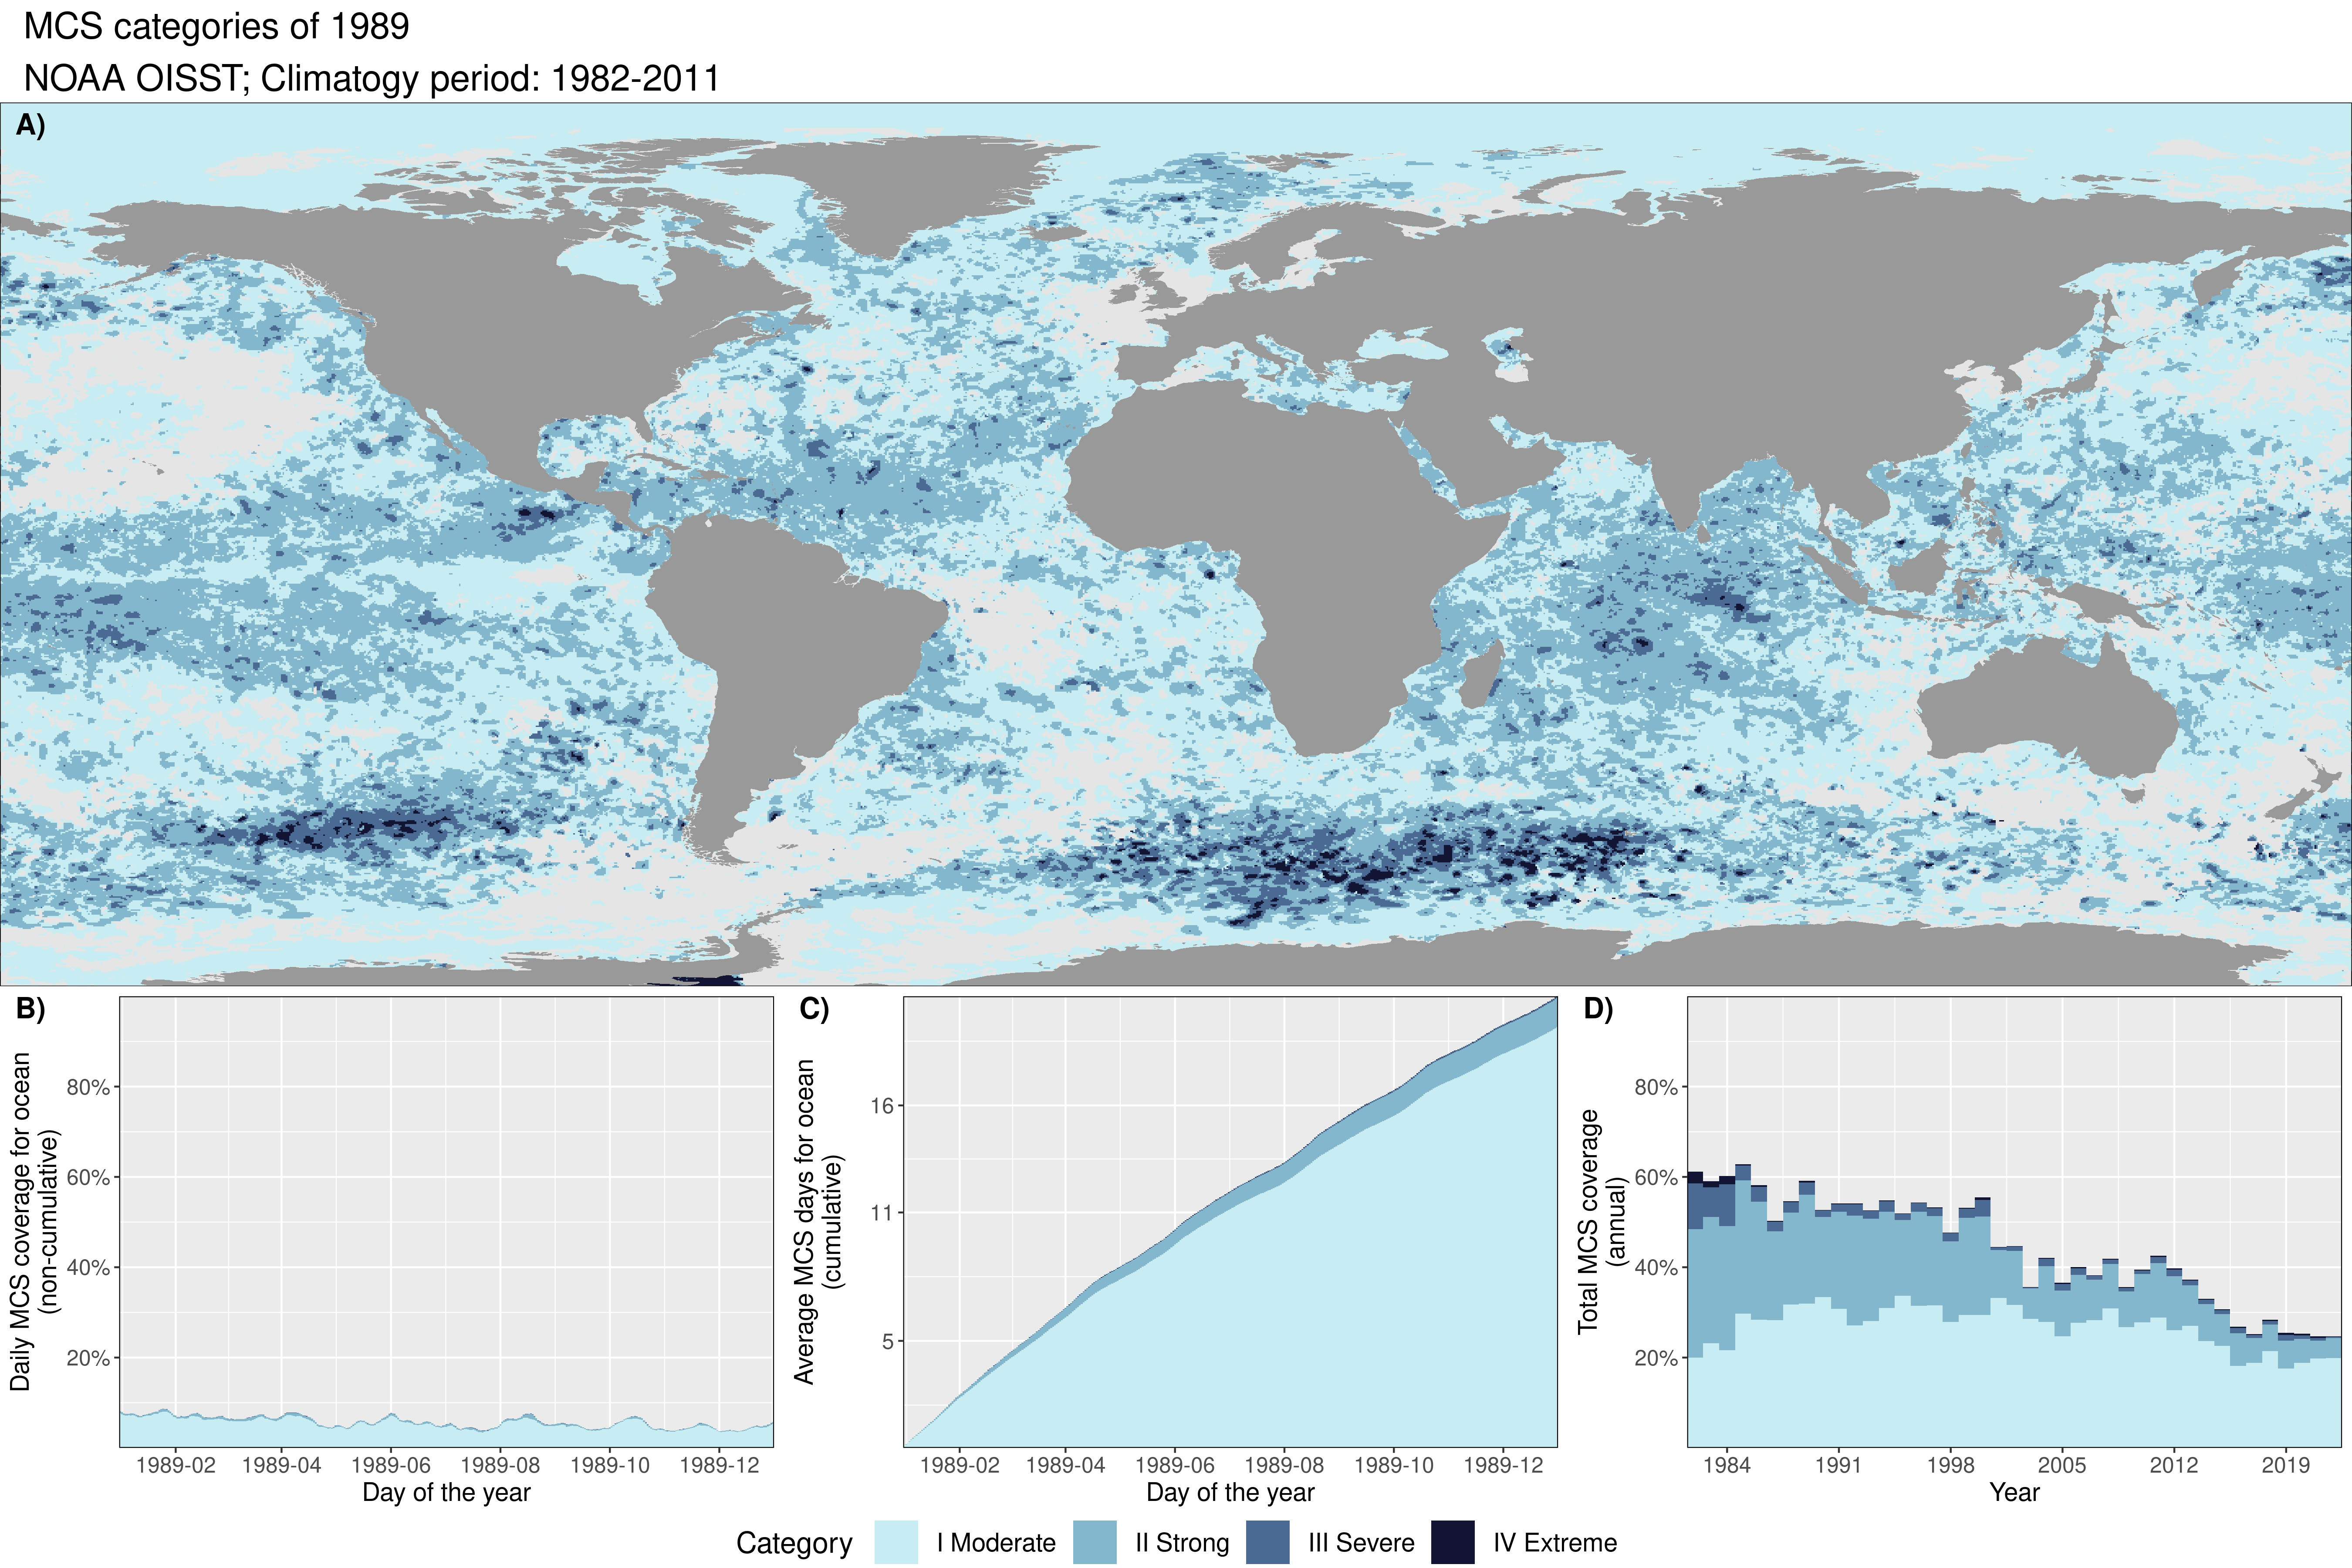 MCS categories of 1989
NOAA OISST; Climatogy period: 1982-2011
A)
B)
Daily MCS coverage for ocean
(non-cumulative)
80%
60%
40%
20%
1989-02 1989-04 1989-06 1989-08 1989-10 1989-12
Day of the year
C)
Average MCS days for ocean
(cumulative)
16
11
5
1989-02 1989-04 1989-06 1989-08 1989-10 1989-12
Day of the year
D)
Total MCS coverage
(annual)
80%
60%
40%
20%
1984 1991 1998 2005 2012 2019
Year
Category I Moderate II Strong III Severe IV Extreme